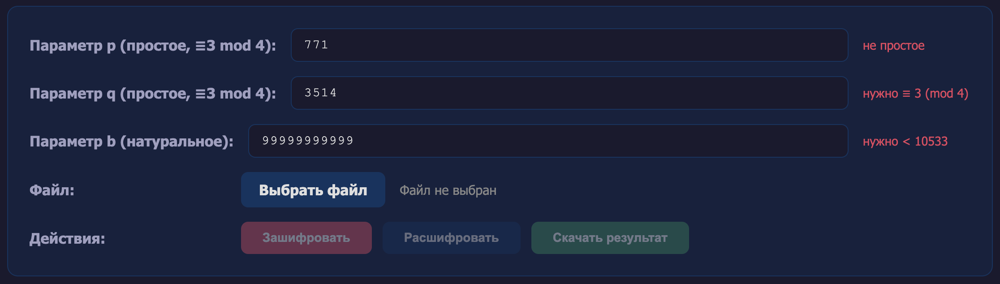 Параметр p (простое, ≡3 mod 4): 771 не простое
Параметр q (простое, ≡3 mod 4): 3514 нужно ≡ 3 (mod 4)
Параметр b (натуральное): 99999999999 нужно < 10533
Файл: Выбрать файл Файл не выбран
Действия: Зашифровать Расшифровать Скачать результат